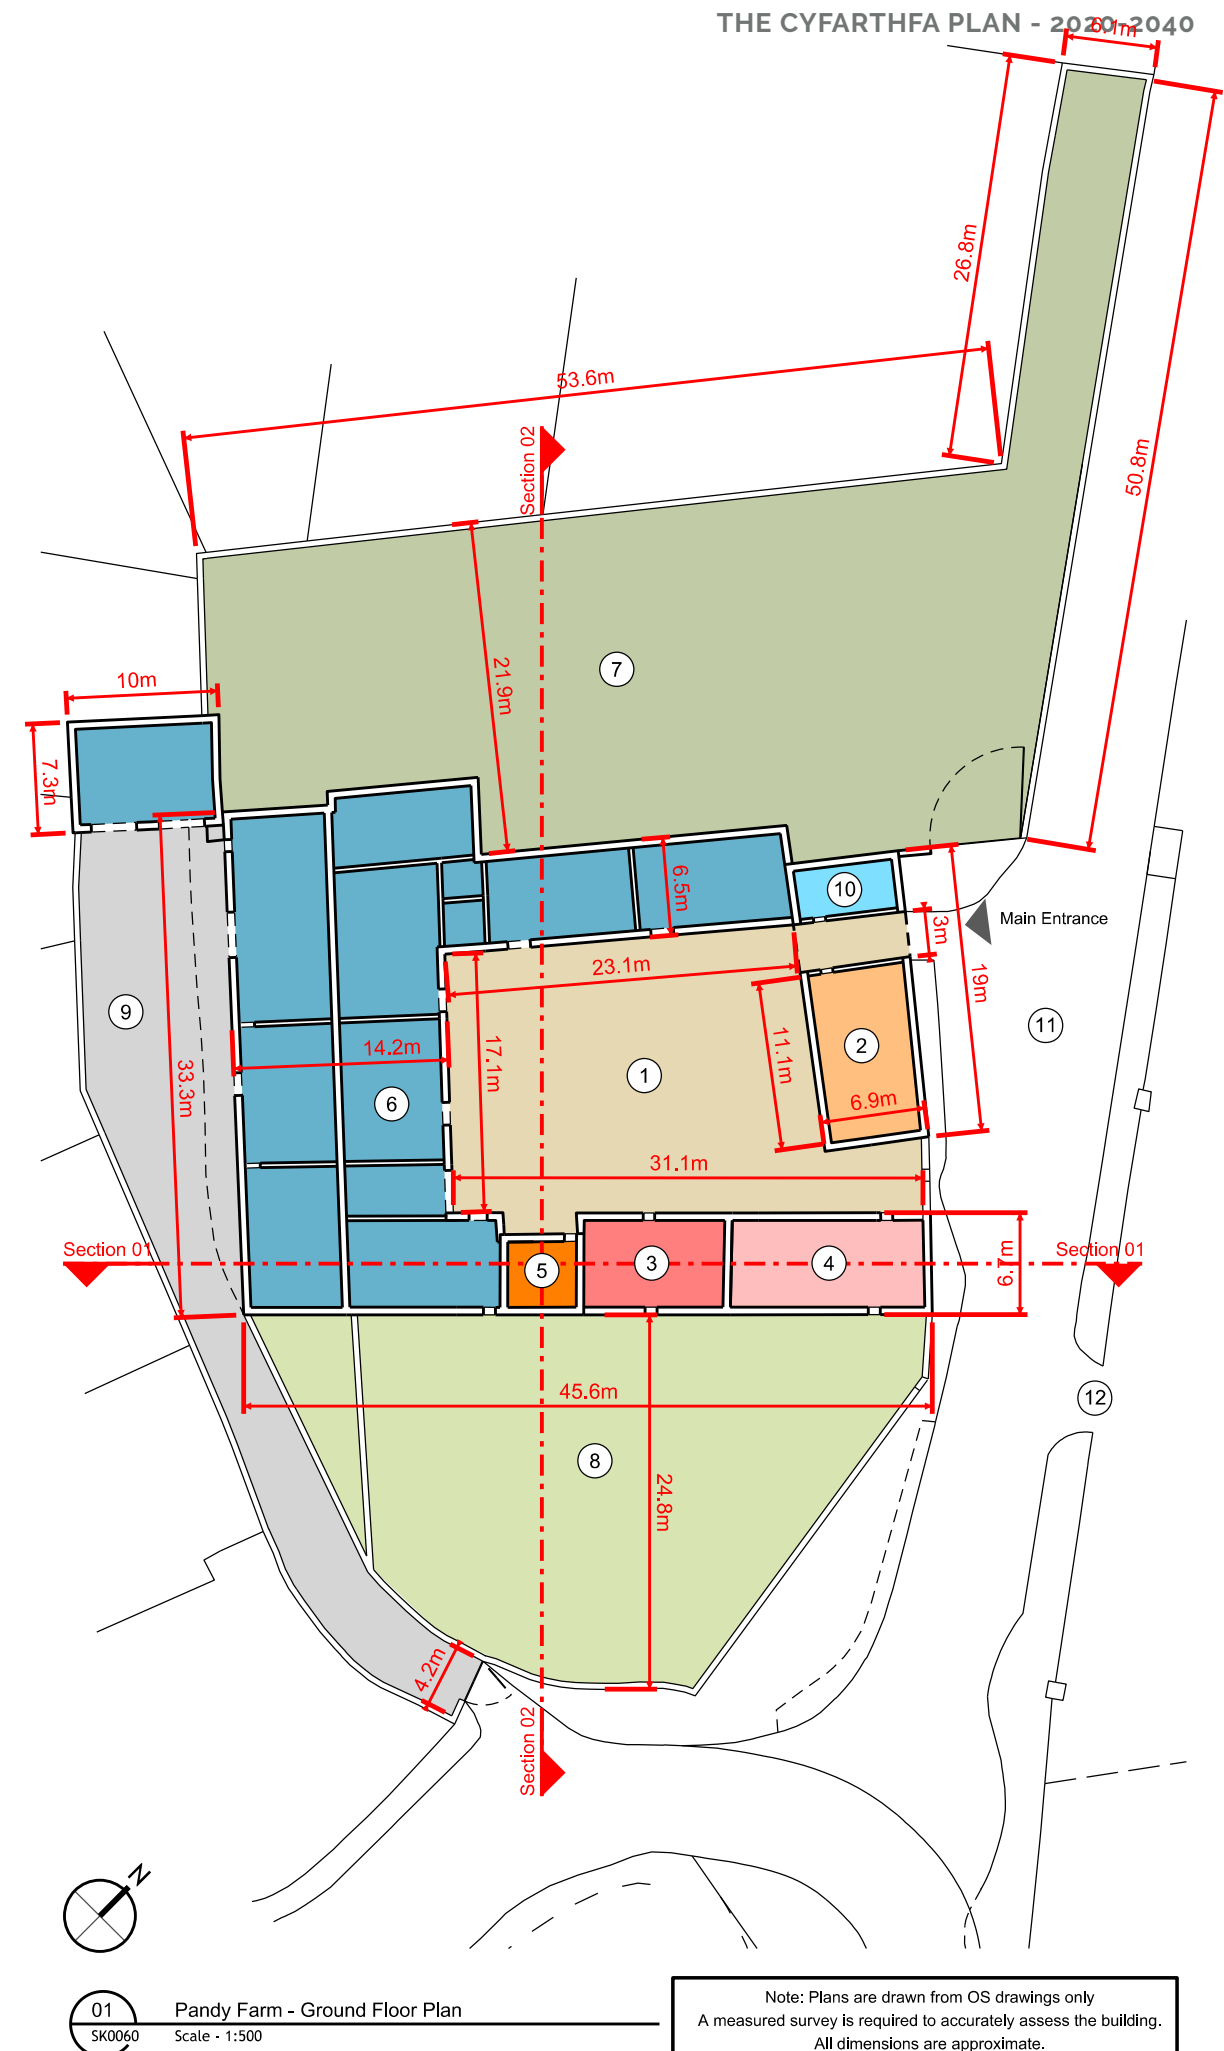 THE CYFARTHFA PLAN - 2020-2040
6.1m
26.8m
53.6m
50.8m
Section 02
21.9m
7
10m
7.3m
6.5m
10
3m
Main Entrance
23.1m
19m
9
14.2m
17.1m
11.1m
2
11
33.3m
1
6
6.9m
31.1m
Section 01
5
3
4
6.7m
Section 01
45.6m
12
8
24.8m
4.2m
Section 02
N
01
Pandy Farm - Ground Floor Plan
SK0060
Scale - 1:500
Note: Plans are drawn from OS drawings only
A measured survey is required to accurately assess the building.
All dimensions are approximate.